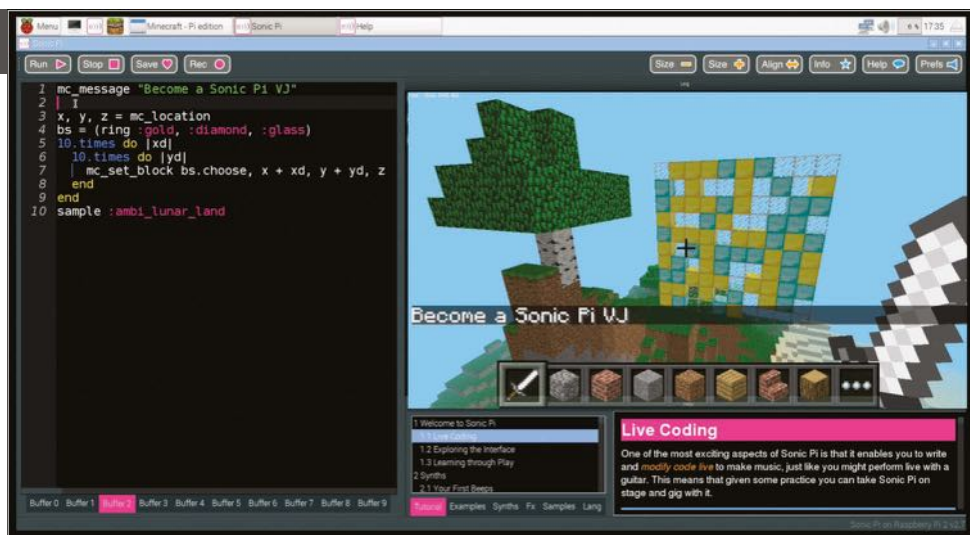 Menu Minecraft - Pi edition Sonic Pi Help 17:35
Sonic Pi
Run Stop Save Rec Size Size Align Info Help Prefs
Log
1 mc_message "Become a Sonic Pi VJ"
2
3 x, y, z = mc_location
4 bs = (ring :gold, :diamond, :glass)
5 10.times do |xd|
6 10.times do |yd|
7 mc_set_block bs.choose, x + xd, y + yd, z
8 end
9 end
10 sample :ambi_lunar_land
Become a Sonic Pi VJ
1 Welcome to Sonic Pi
1.1 Live Coding
1.2 Exploring the Interface
1.3 Learning through Play
2 Synths
2.1 Your First Beeps
Tutorial Examples Synths Fx Samples Lang
Live Coding
One of the most exciting aspects of Sonic Pi is that it enables you to write
and modify code live to make music, just like you might perform live with a
guitar. This means that given some practice you can take Sonic Pi on
stage and gig with it.
Buffer 0 Buffer 1 Buffer 2 Buffer 3 Buffer 4 Buffer 5 Buffer 6 Buffer 7 Buffer 8 Buffer 9
Sonic Pi on Raspberry Pi 2 v2.7